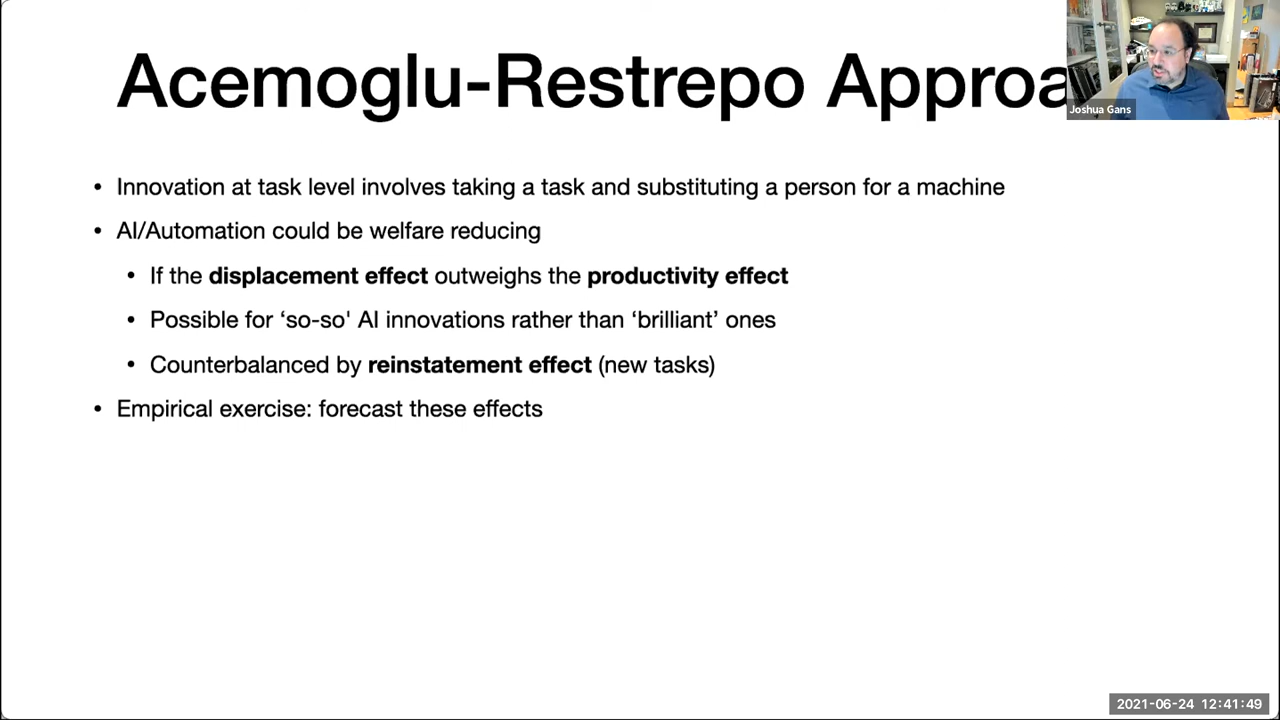 Acemoglu-Restrepo Approa
Joshua Gans
• Innovation at task level involves taking a task and substituting a person for a machine
• AI/Automation could be welfare reducing
• If the displacement effect outweighs the productivity effect
• Possible for ‘so-so' AI innovations rather than ‘brilliant’ ones
• Counterbalanced by reinstatement effect (new tasks)
• Empirical exercise: forecast these effects
2021-06-24 12:41:49